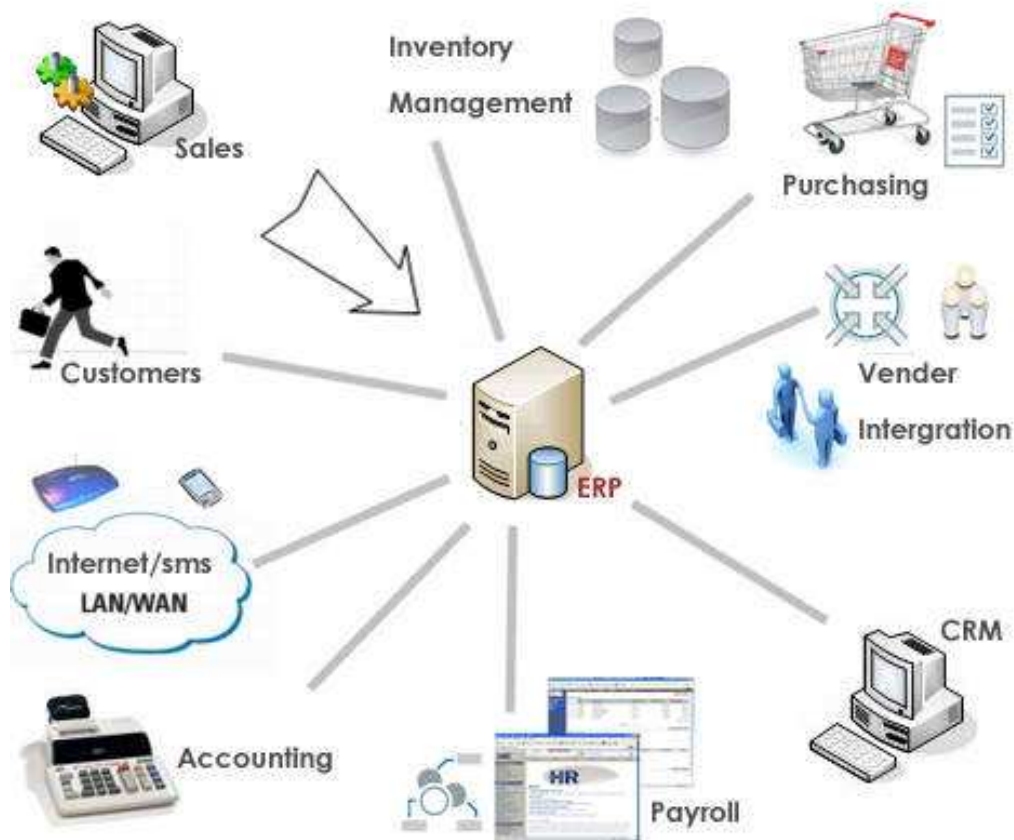 Inventory
Management
Sales
Purchasing
Customers
Vender
Intergration
ERP
Internet/sms
LAN/WAN
CRM
Accounting
HR
Payroll